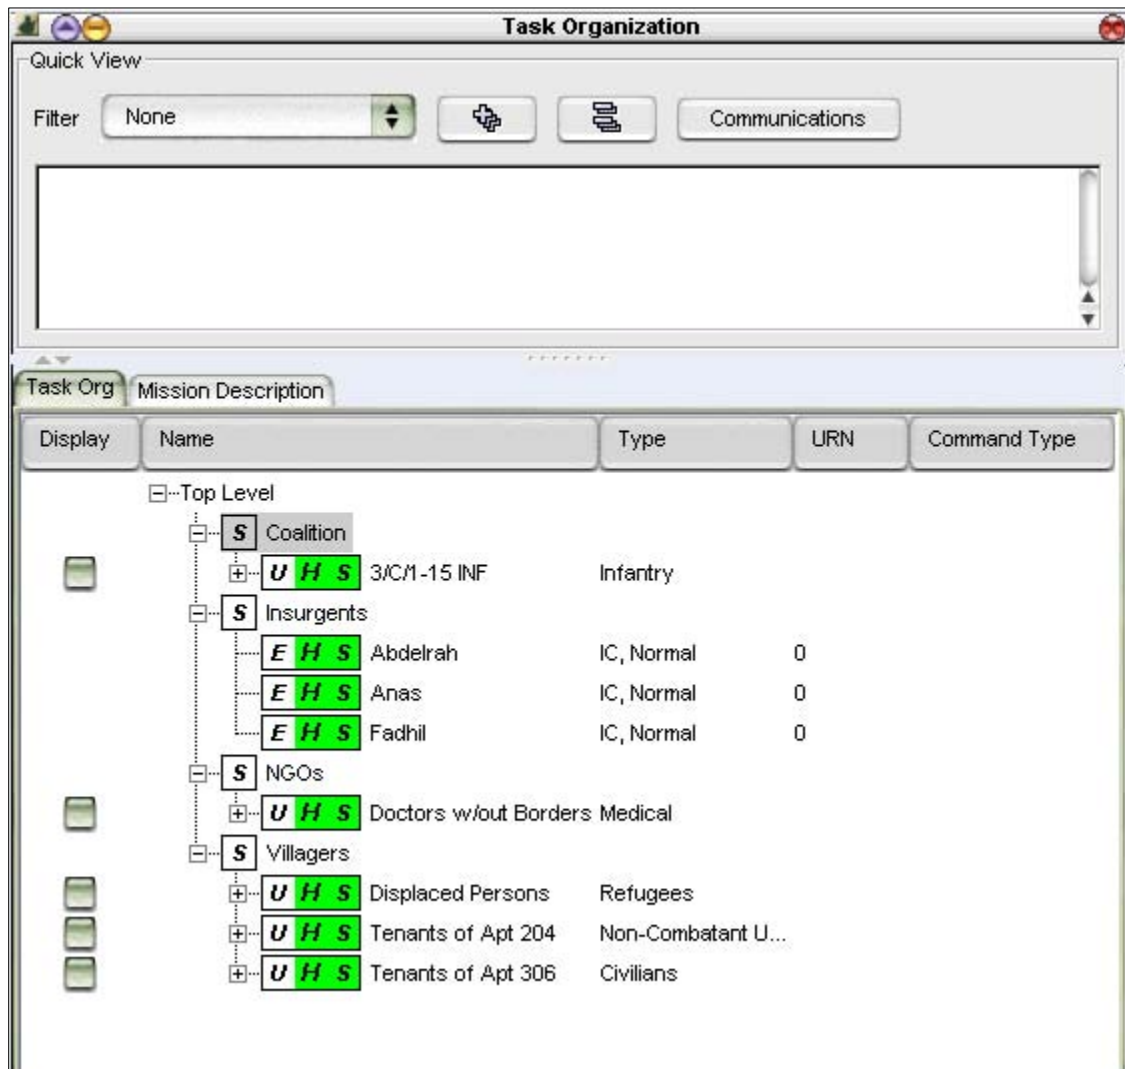 Task Organization
Quick View
Filter None Communications
Task Org Mission Description
Display Name Type URN Command Type
Top Level
S Coalition
U H S 3/C/1-15 INF Infantry
S Insurgents
E H S Abdelrah IC, Normal 0
E H S Anas IC, Normal 0
E H S Fadhil IC, Normal 0
S NGOs
U H S Doctors w/out Borders Medical
S Villagers
U H S Displaced Persons Refugees
U H S Tenants of Apt 204 Non-Combatant U...
U H S Tenants of Apt 306 Civilians